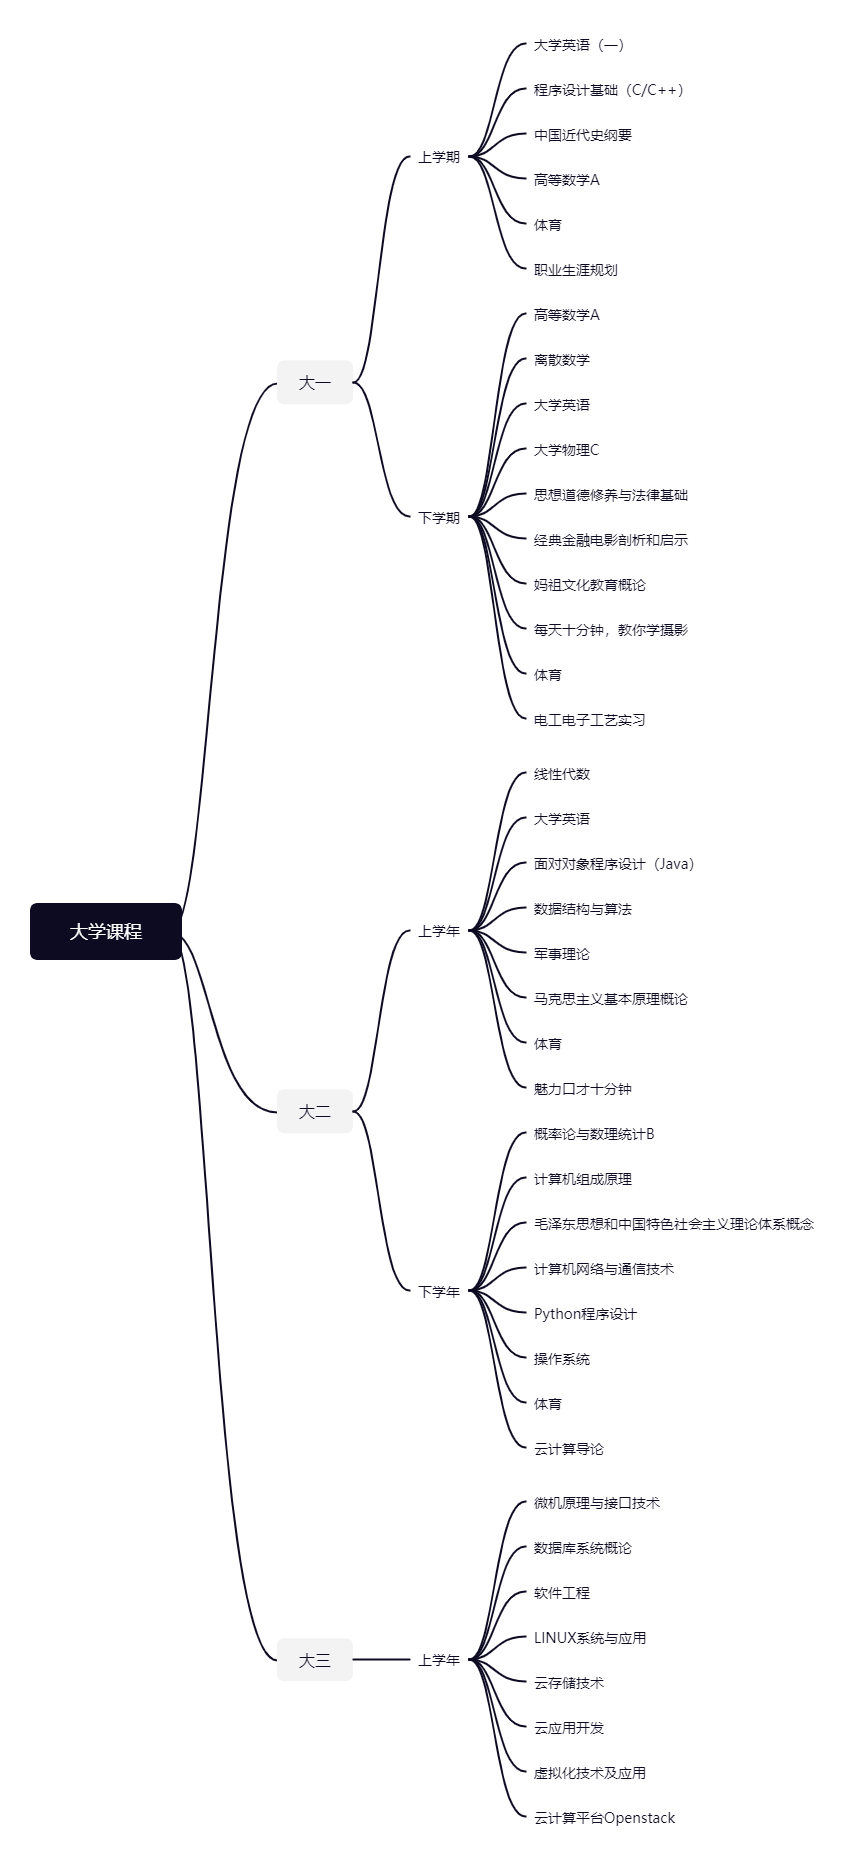 大学课程
大一
上学期
大学英语（一）
程序设计基础（C/C++）
中国近代史纲要
高等数学A
体育
职业生涯规划
下学期
高等数学A
离散数学
大学英语
大学物理C
思想道德修养与法律基础
经典金融电影剖析和启示
妈祖文化教育概论
每天十分钟，教你学摄影
体育
电工电子工艺实习
大二
上学年
线性代数
大学英语
面对对象程序设计（Java）
数据结构与算法
军事理论
马克思主义基本原理概论
体育
魅力口才十分钟
下学年
概率论与数理统计B
计算机组成原理
毛泽东思想和中国特色社会主义理论体系概念
计算机网络与通信技术
Python程序设计
操作系统
体育
云计算导论
大三
上学年
微机原理与接口技术
数据库系统概论
软件工程
LINUX系统与应用
云存储技术
云应用开发
虚拟化技术及应用
云计算平台Openstack